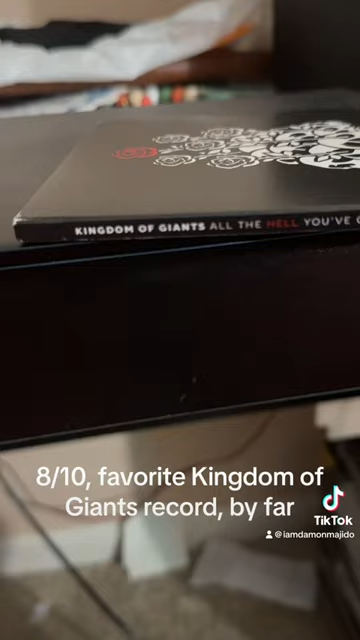 KINGDOM OF GIANTS ALL THE HELL YOU'VE
8/10, favorite Kingdom of
Giants record, by far
TikTok
@iamdamonmajido